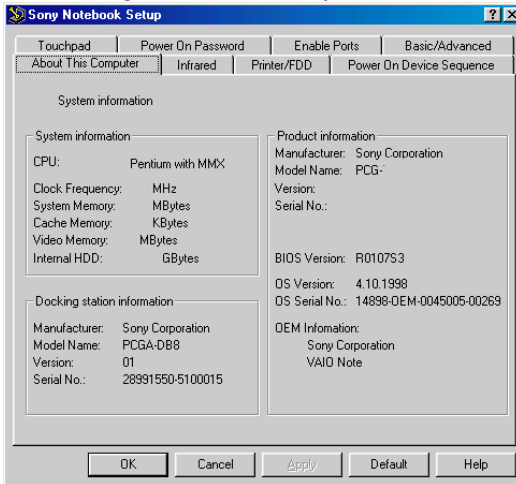 Sony Notebook Setup
Touchpad Power On Password Enable Ports Basic/Advanced
About This Computer Infrared Printer/FDD Power On Device Sequence
System information
System information
CPU: Pentium with MMX
Clock Frequency: MHz
System Memory: MBytes
Cache Memory: KBytes
Video Memory: MBytes
Internal HDD: GBytes
Docking station information
Manufacturer: Sony Corporation
Model Name: PCGA-DB8
Version: 01
Serial No.: 28991550-5100015
Product information
Manufacturer: Sony Corporation
Model Name: PCG-
Version:
Serial No.:
BIOS Version: R0107S3
OS Version: 4.10.1998
OS Serial No.: 14898-OEM-0045005-00269
OEM Infomation:
Sony Corporation
VAIO Note
OK Cancel Apply Default Help